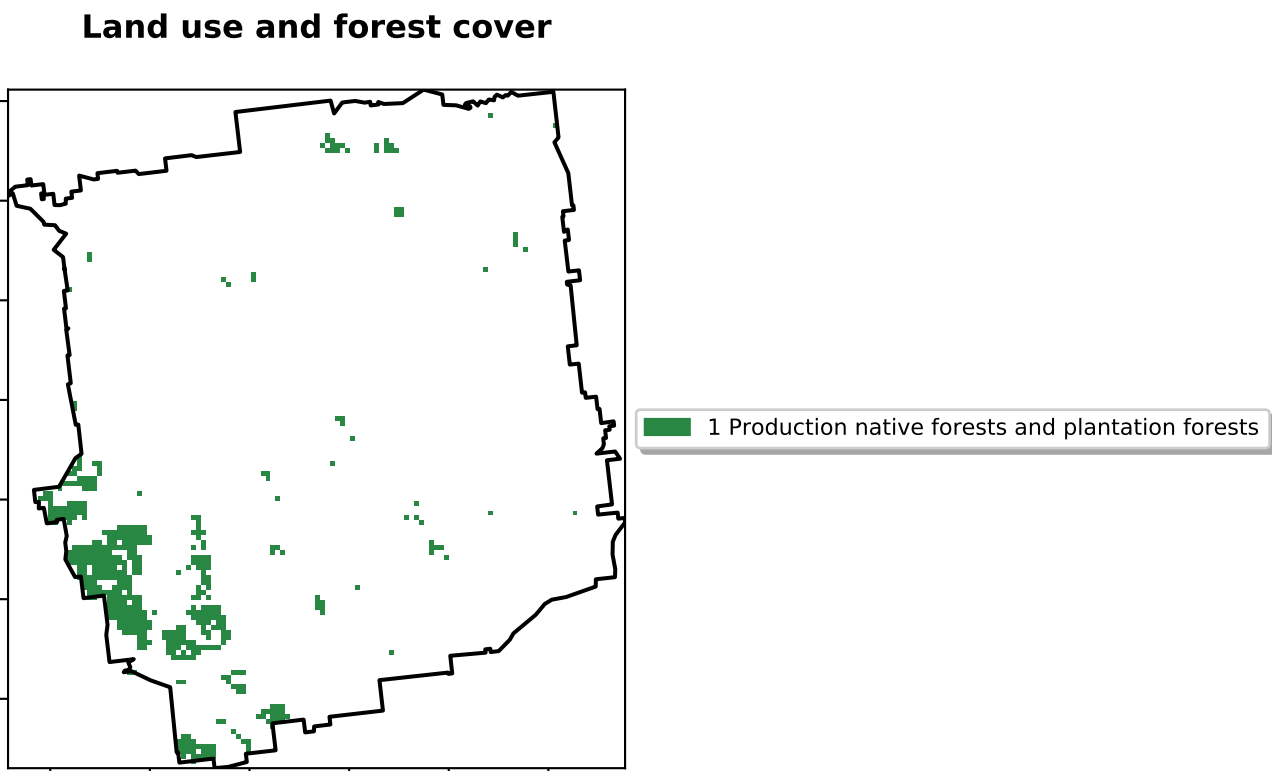 Land use and forest cover
1 Production native forests and plantation forests